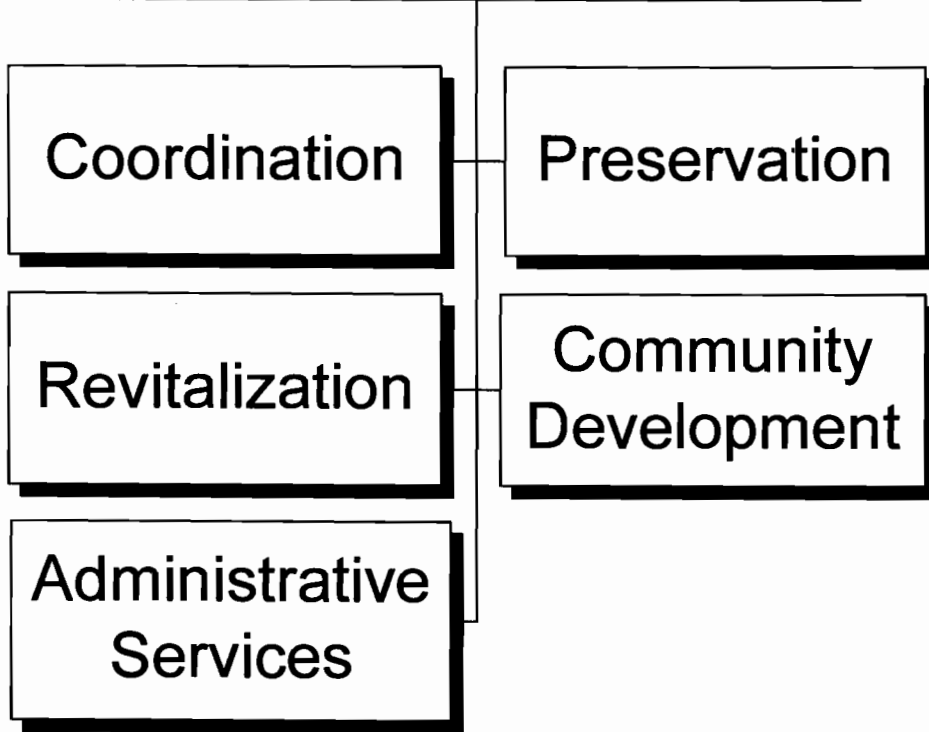 Coordination
Preservation
Revitalization
Community
Development
Administrative
Services